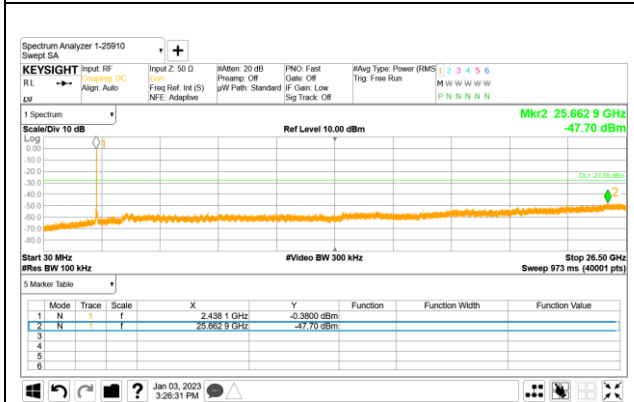 Spectrum Analyzer 1-25910
Swept SA
KEYSIGHT Input: RF Input Z: 50 Ω #Atten: 20 dB PNO: Fast #Avg Type: Power (RMS 1 2 3 4 5 6
RL Coupling: DC Corr Preamp: Off Gate: Off Trig: Free Run M W W W W W
Align: Auto Freq Ref: Int (S) µW Path: Standard IF Gain: Low
NFE: Adaptive Sig Track: Off P N N N N N
1 Spectrum Mkr2 25.662 9 GHz
Scale/Div 10 dB Ref Level 10.00 dBm -47.70 dBm
Log
0.00
-10.0
-20.0
-30.0
-40.0
-50.0
-60.0
-70.0
-80.0
1
2
Start 30 MHz #Video BW 300 kHz Stop 26.50 GHz
#Res BW 100 kHz Sweep 973 ms (40001 pts)
5 Marker Table
Mode Trace Scale X Y Function Function Width Function Value
1 N 1 f 2.438 1 GHz -0.3800 dBm
2 N 1 f 25.662 9 GHz -47.70 dBm
3
4
5
6
? Jan 03, 2023
3:26:31 PM